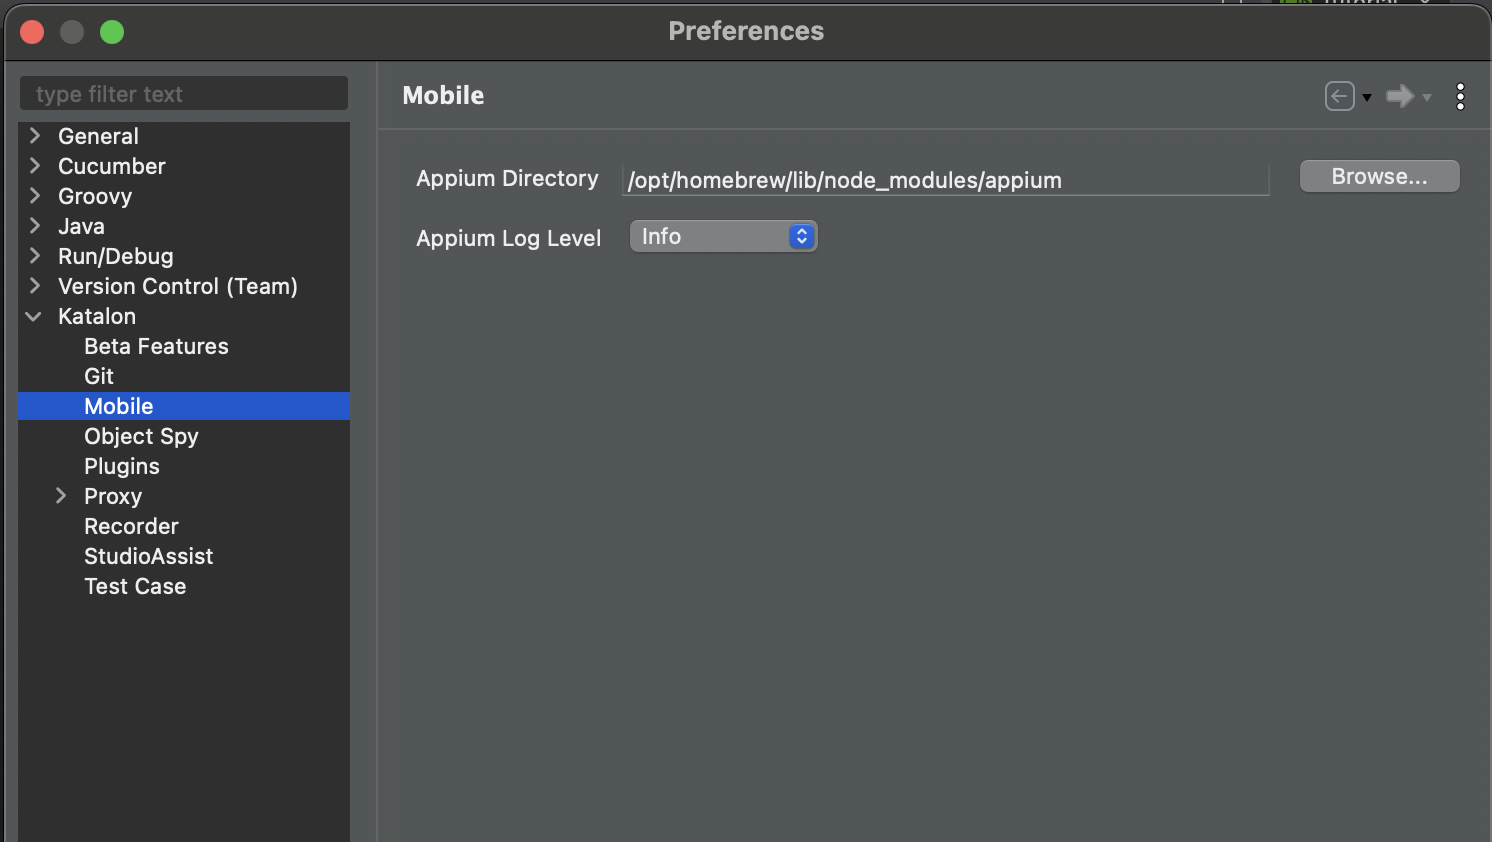 Preferences
type filter text
General
Cucumber
Groovy
Java
Run/Debug
Version Control (Team)
Katalon
Beta Features
Git
Mobile
Object Spy
Plugins
Proxy
Recorder
StudioAssist
Test Case
Mobile
Appium Directory /opt/homebrew/lib/node_modules/appium Browse...
Appium Log Level Info